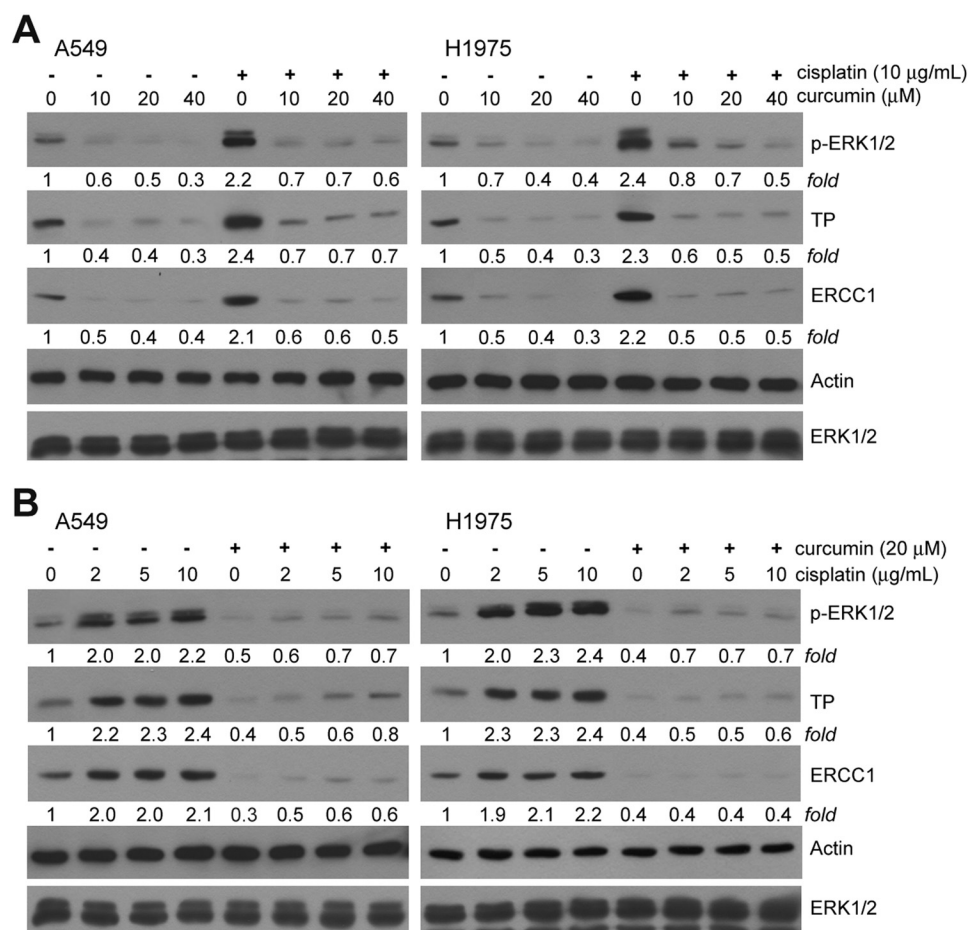 A
A549 H1975
- - - - + + + + - - - - + + + + cisplatin (10 μg/mL)
0 10 20 40 0 10 20 40 0 10 20 40 0 10 20 40 curcumin (μM)
p-ERK1/2
1 0.6 0.5 0.3 2.2 0.7 0.7 0.6 1 0.7 0.4 0.4 2.4 0.8 0.7 0.5 fold
TP
1 0.4 0.4 0.3 2.4 0.7 0.7 0.7 1 0.5 0.4 0.3 2.3 0.6 0.5 0.5 fold
ERCC1
1 0.5 0.4 0.4 2.1 0.6 0.6 0.5 1 0.5 0.4 0.3 2.2 0.5 0.5 0.5 fold
Actin
ERK1/2
B
A549 H1975
- - - - + + + + - - - - + + + + curcumin (20 μM)
0 2 5 10 0 2 5 10 0 2 5 10 0 2 5 10 cisplatin (μg/mL)
p-ERK1/2
1 2.0 2.0 2.2 0.5 0.6 0.7 0.7 1 2.0 2.3 2.4 0.4 0.7 0.7 0.7 fold
TP
1 2.2 2.3 2.4 0.4 0.5 0.6 0.8 1 2.3 2.3 2.4 0.4 0.5 0.5 0.6 fold
ERCC1
1 2.0 2.0 2.1 0.3 0.5 0.6 0.6 1 1.9 2.1 2.2 0.4 0.4 0.4 0.4 fold
Actin
ERK1/2